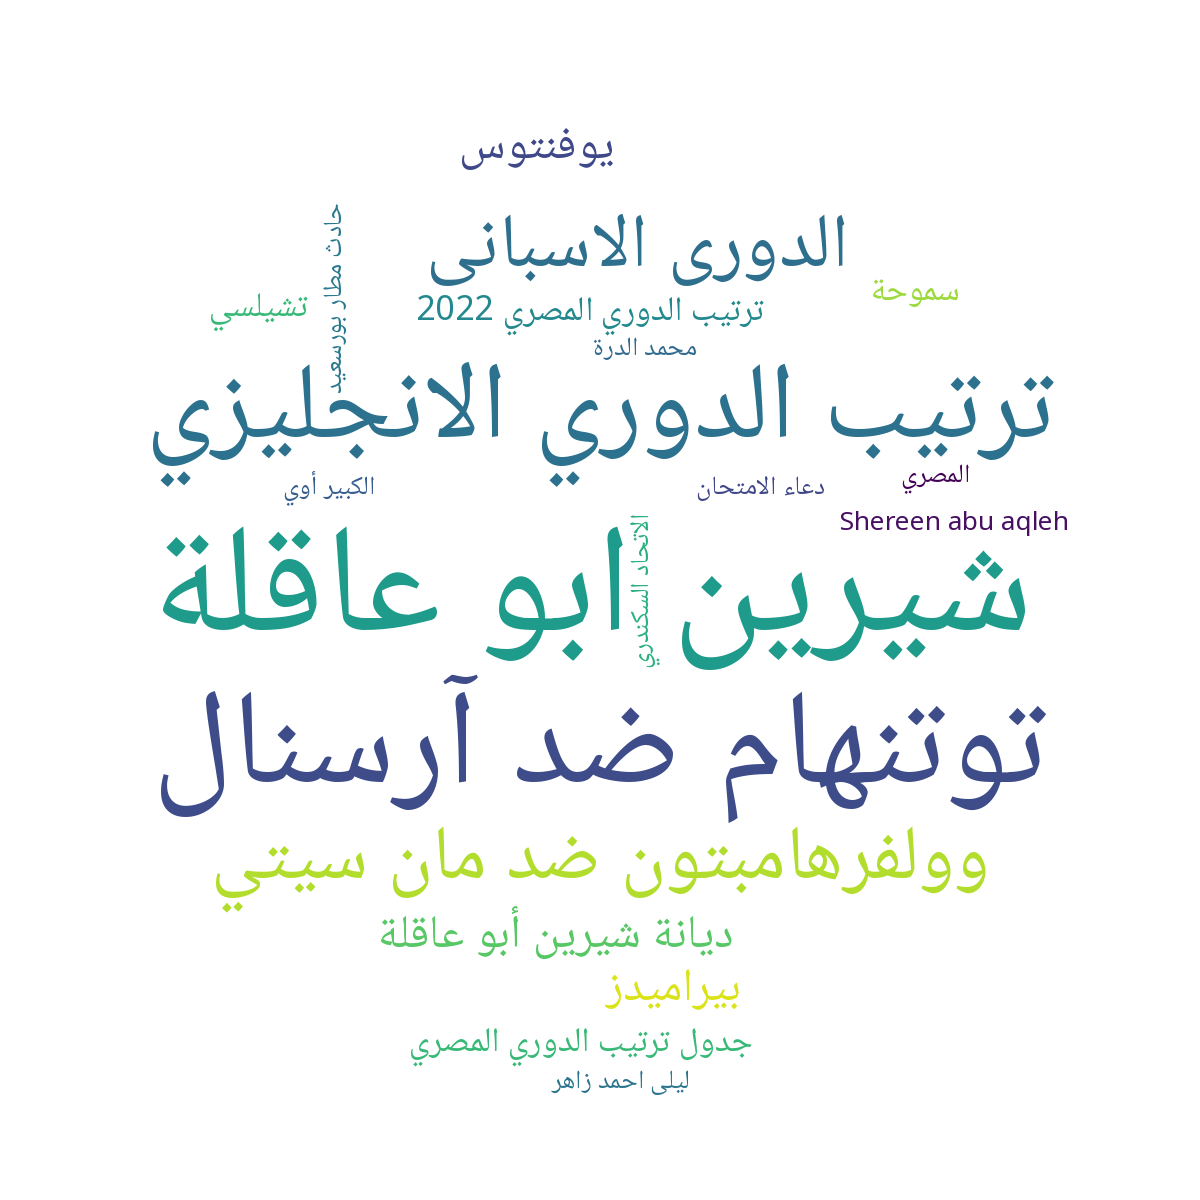 يوفنتوس
الدورى الاسبانى
حادث مطار بورسعيد
سموحة
تشيلسي
ترتيب الدوري المصري 2022
محمد الدرة
ترتيب الدوري الانجليزي
المصري
دعاء الامتحان
الكبير أوي
Shereen abu aqleh
شيرين ابو عاقلة
الاتحاد السكندري
توتنهام ضد آرسنال
وولفرهامبتون ضد مان سيتي
ديانة شيرين أبو عاقلة
بيراميدز
جدول ترتيب الدوري المصري
ليلى احمد زاهر